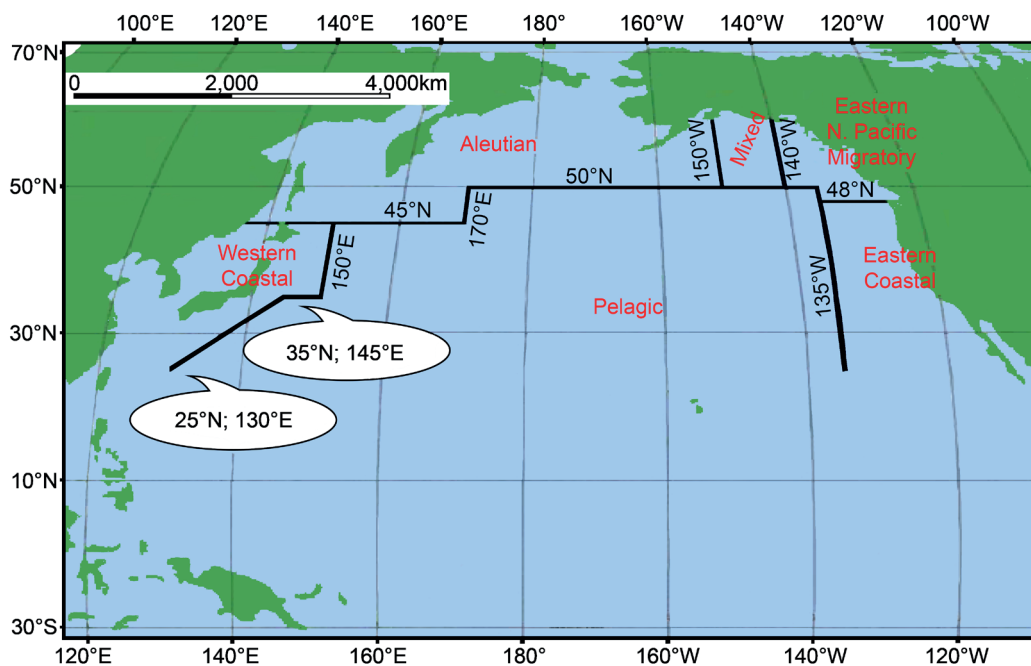 100°E 120°E 140°E 160°E 180° 160°W 140°W 120°W 100°W
70°N
0 2,000 4,000km
Eastern
N. Pacific
Migratory
Aleutian
150°W
Mixed
140°W
50°N
50°N
48°N
45°N
170°E
Western
Coastal
150°E
Eastern
Coastal
135°W
Pelagic
30°N
35°N; 145°E
25°N; 130°E
10°N
30°S
120°E 140°E 160°E 180° 160°W 140°W 120°W